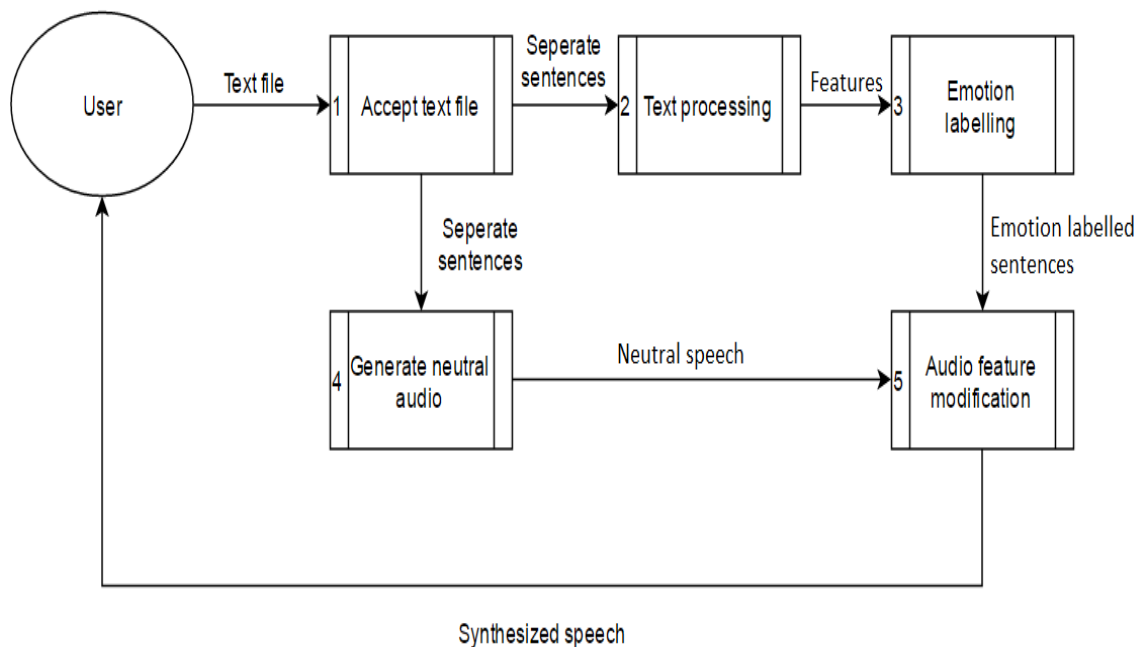 User
Text file
1
Accept text file
Seperate
sentences
2
Text processing
Features
3
Emotion
labelling
Seperate
sentences
Emotion labelled
sentences
4
Generate neutral
audio
Neutral speech
5
Audio feature
modification
Synthesized speech